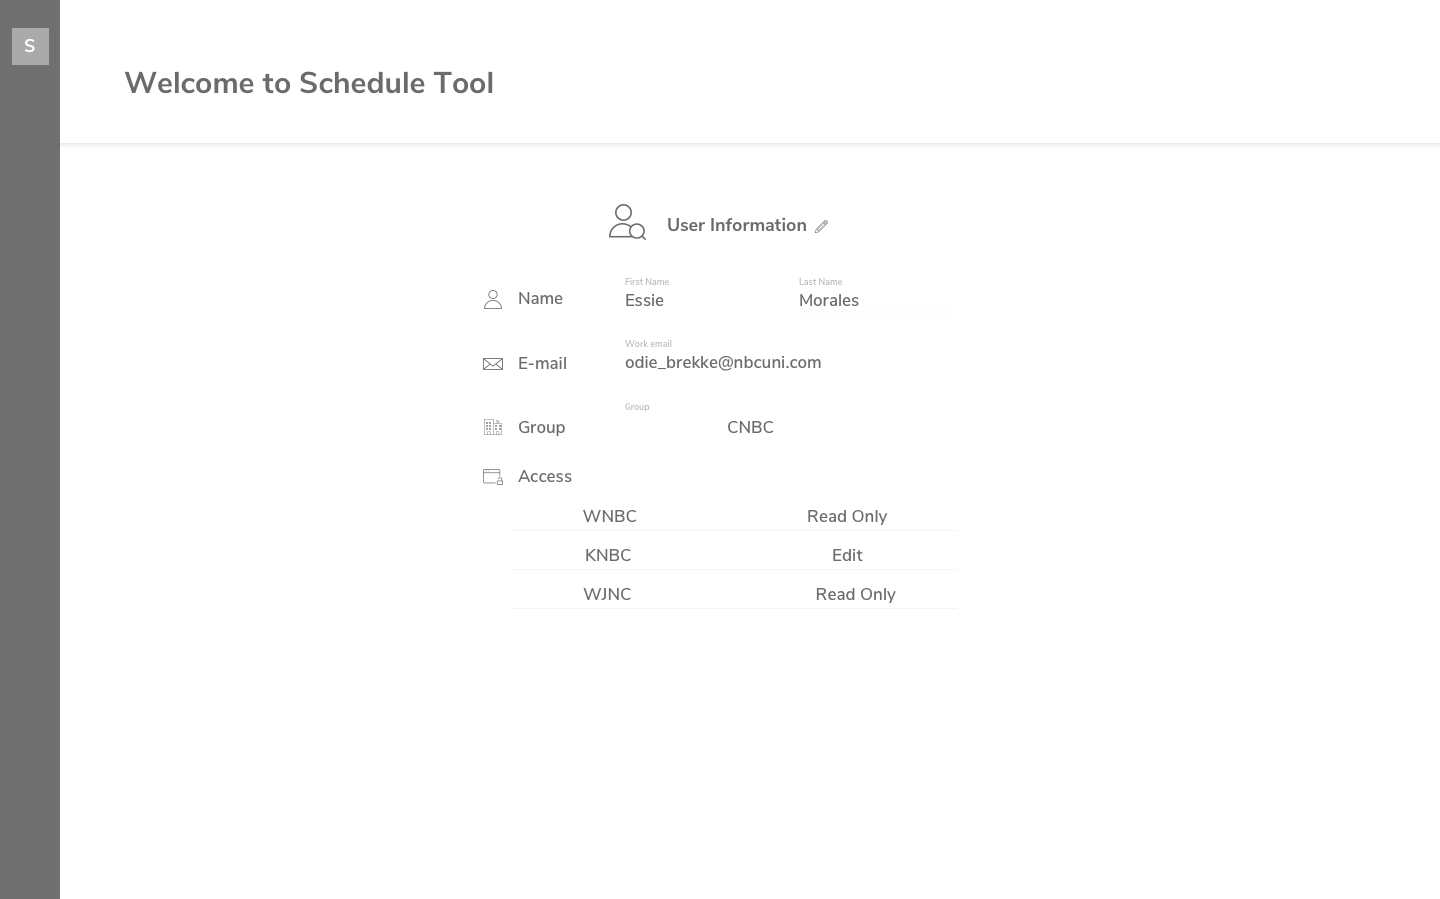 S
Welcome to Schedule Tool
User Information
First Name
Last Name
Name
Essie
Morales
Work email
E-mail
odie_brekke@nbcuni.com
Group
Group
CNBC
Access
WNBC
Read Only
KNBC
Edit
WJNC
Read Only